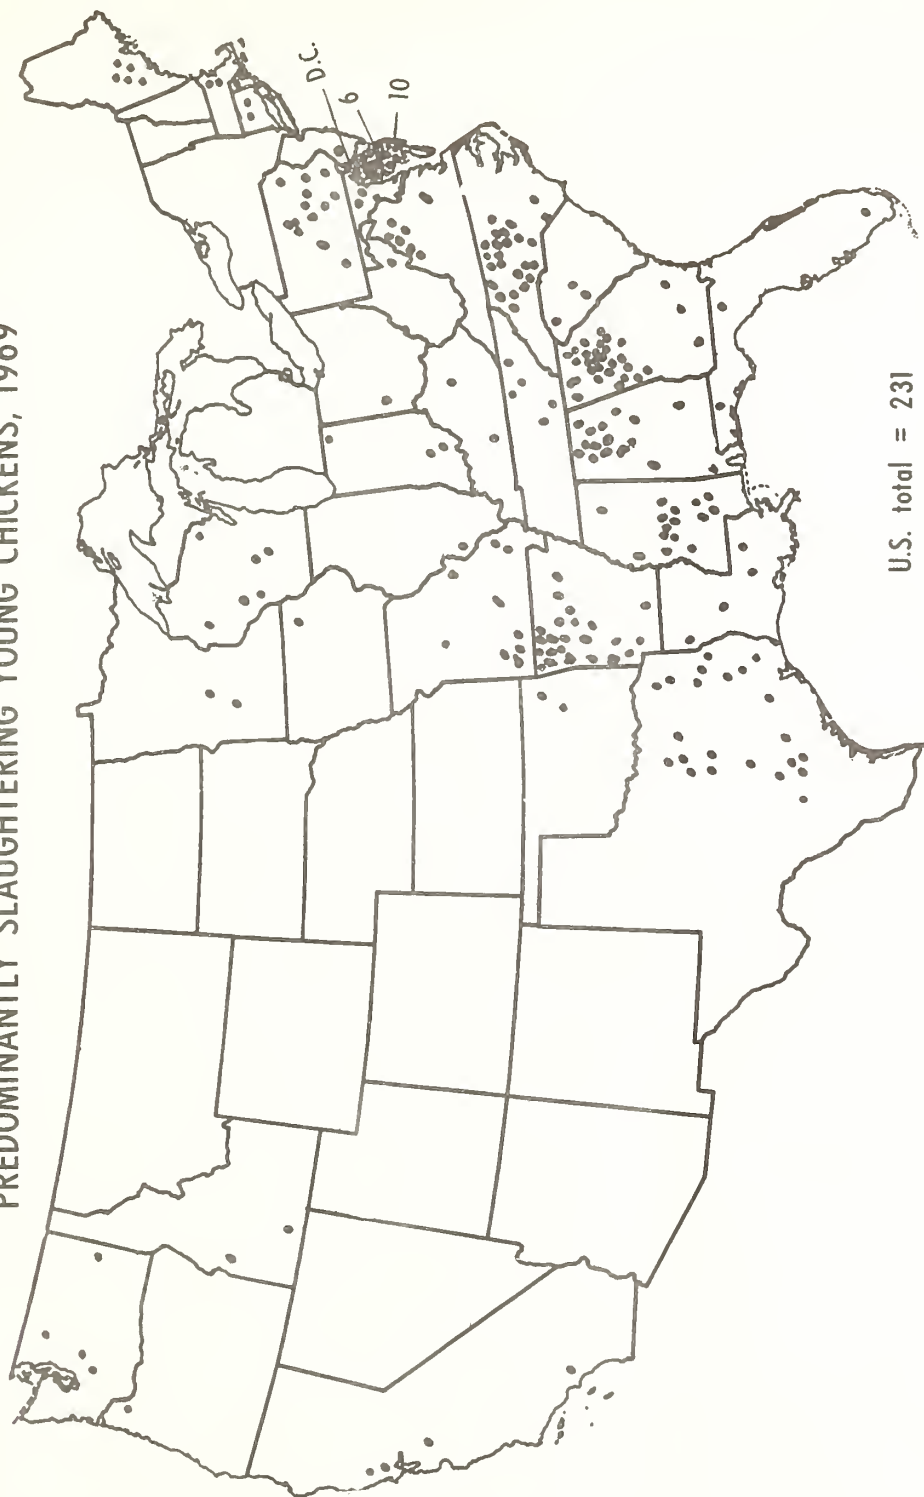 PREDOMINANTLY SLAUGHTERING YOUNG CHICKENS, 1969
D.C.
6
10
U.S. total = 231